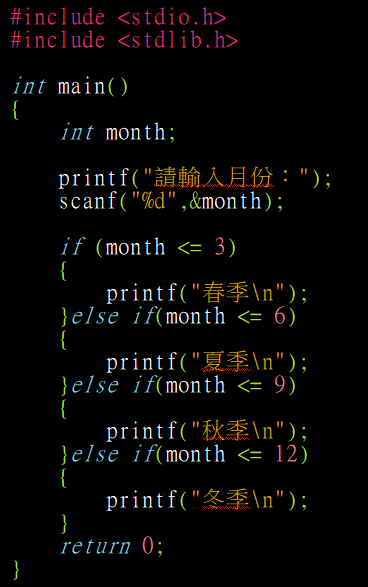 #include <stdio.h>
#include <stdlib.h>
int main()
{
int month;
printf("請輸入月份：");
scanf("%d",&month);
if (month <= 3)
{
printf("春季\n");
}else if(month <= 6)
{
printf("夏季\n");
}else if(month <= 9)
{
printf("秋季\n");
}else if(month <= 12)
{
printf("冬季\n");
}
return 0;
}